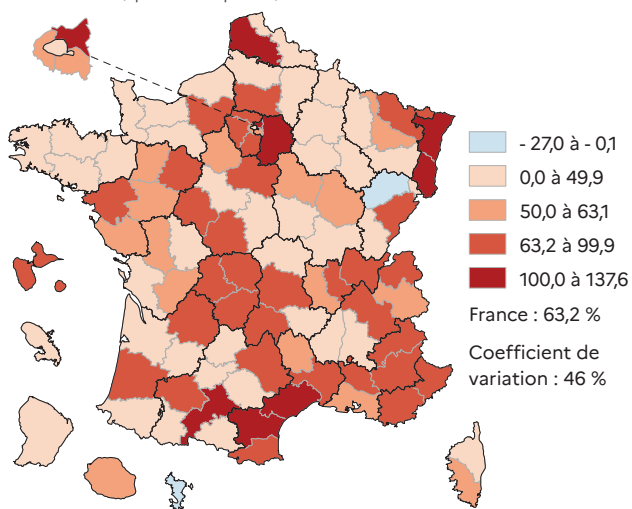 - 27,0 à - 0,1
0,0 à 49,9
50,0 à 63,1
63,2 à 99,9
100,0 à 137,6
France : 63,2 %
Coefficient de
variation : 46 %